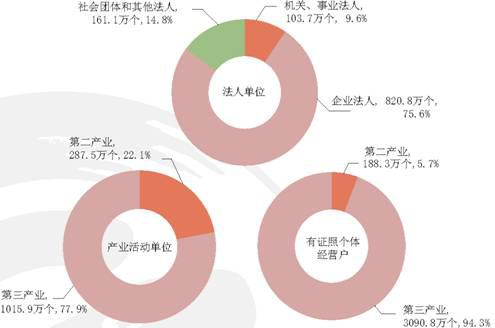 社会团体和其他法人
161.1万个,14.8%
机关、事业法人,
103.7万个, 9.6%
法人单位
企业法人, 820.8万个,
75.6%
第二产业,
287.5万个,22.1%
产业活动单位
第三产业,
1015.9万个,77.9%
第二产业,
188.3万个,5.7%
有证照个体
经营户
第三产业,
3090.8万个,94.3%